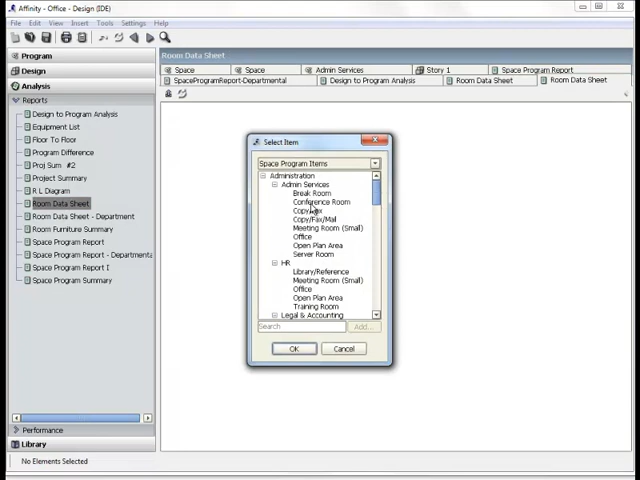 Affinity - Office - Design (IDE)
File Edit View Insert Tools Settings Help
Program
Design
Analysis
Reports
Design to Program Analysis
Equipment List
Floor To Floor
Program Difference
Proj Sum #2
Project Summary
R L Diagram
Room Data Sheet
Room Data Sheet - Department
Room Furniture Summary
Space Program Report
Space Program Report - Departmenta
Space Program Report I
Space Program Summary
Performance
Library
No Elements Selected
Room Data Sheet
Space Space Admin Services Story 1 Space Program Report
SpaceProgramReport-Departmental Design to Program Analysis Room Data Sheet Room Data Sheet
Select Item
Space Program Items
Administration
Admin Services
Break Room
Conference Room
Copy/Fax
Copy/Fax/Mail
Meeting Room (Small)
Office
Open Plan Area
Server Room
HR
Library/Reference
Meeting Room (Small)
Office
Open Plan Area
Training Room
Legal & Accounting
Search Add...
OK Cancel